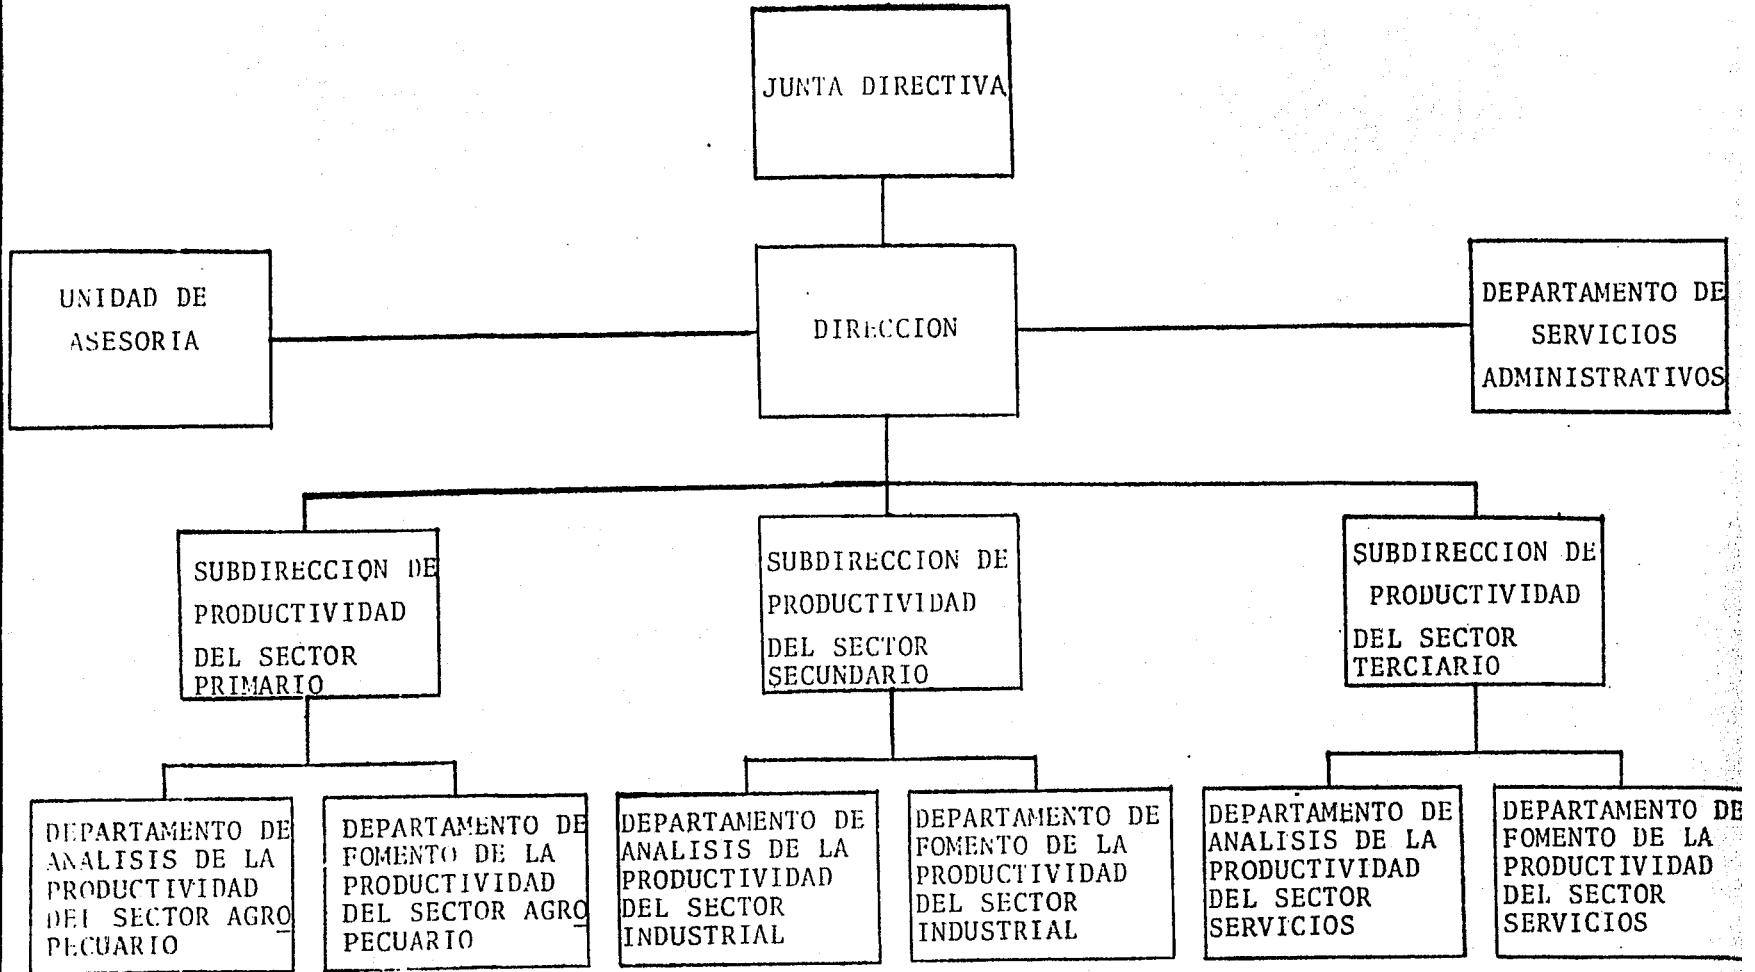 JUNTA DIRECTIVA
UNIDAD DE
ASESORIA
DIRECCION
DEPARTAMENTO DE
SERVICIOS
ADMINISTRATIVOS
SUBDIRECCION DE
PRODUCTIVIDAD
DEL SECTOR
PRIMARIO
SUBDIRECCION DE
PRODUCTIVIDAD
DEL SECTOR
SECUNDARIO
SUBDIRECCION DE
PRODUCTIVIDAD
DEL SECTOR
TERCIARIO
DEPARTAMENTO DE
ANALISIS DE LA
PRODUCTIVIDAD
DEL SECTOR AGRO
PECUARIO
DEPARTAMENTO DE
FOMENTO DE LA
PRODUCTIVIDAD
DEL SECTOR AGRO
PECUARIO
DEPARTAMENTO DE
ANALISIS DE LA
PRODUCTIVIDAD
DEL SECTOR
INDUSTRIAL
DEPARTAMENTO DE
FOMENTO DE LA
PRODUCTIVIDAD
DEL SECTOR
INDUSTRIAL
DEPARTAMENTO DE
ANALISIS DE LA
PRODUCTIVIDAD
DEL SECTOR
SERVICIOS
DEPARTAMENTO DE
FOMENTO DE LA
PRODUCTIVIDAD
DEL SECTOR
SERVICIOS